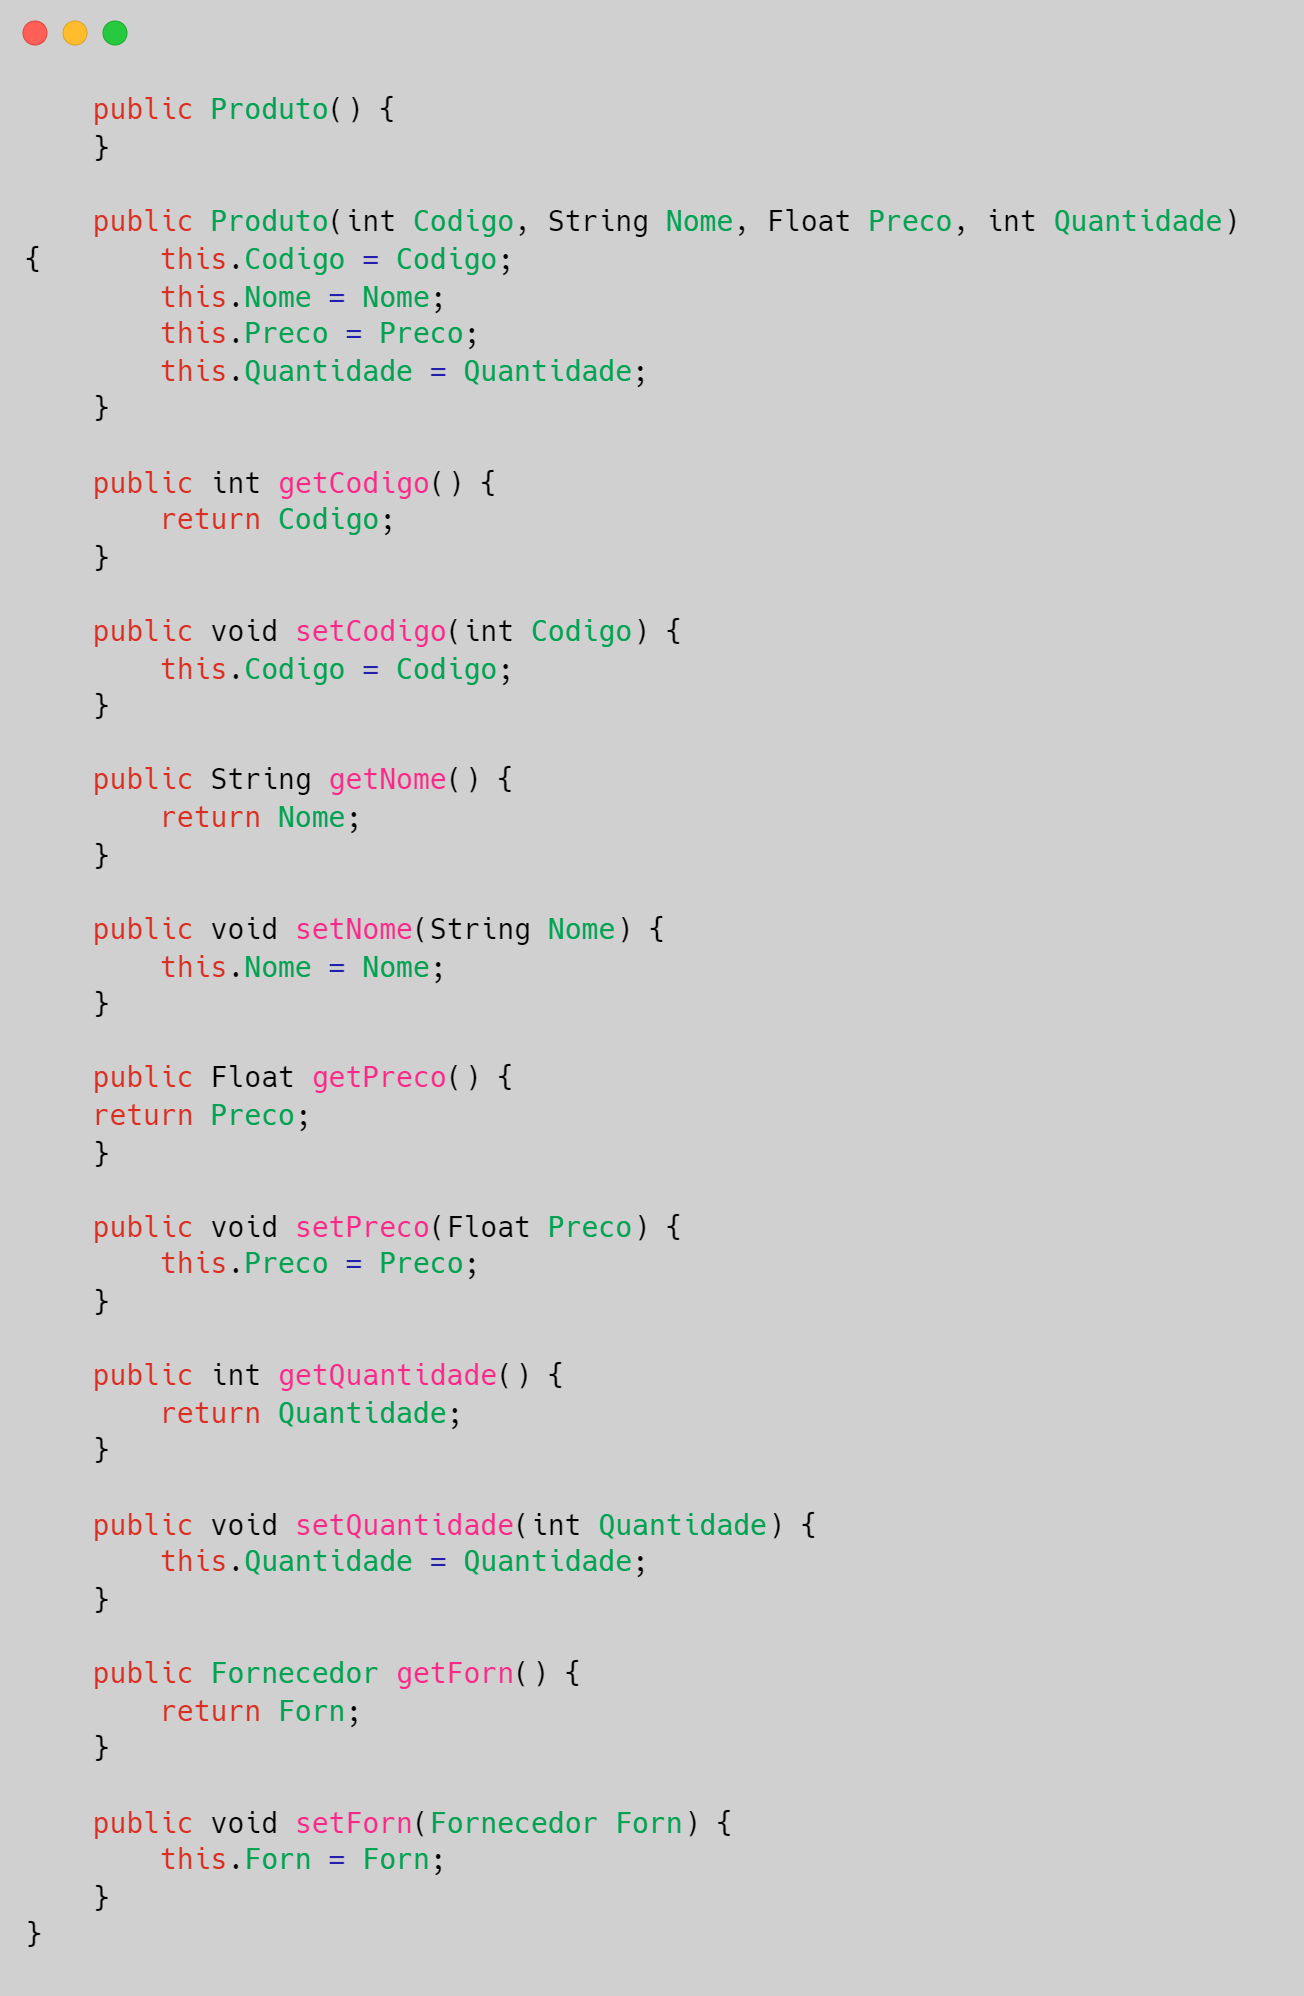 public Produto() {
}
public Produto(int Codigo, String Nome, Float Preco, int Quantidade)
{       this.Codigo = Codigo;
this.Nome = Nome;
this.Preco = Preco;
this.Quantidade = Quantidade;
}
public int getCodigo() {
return Codigo;
}
public void setCodigo(int Codigo) {
this.Codigo = Codigo;
}
public String getNome() {
return Nome;
}
public void setNome(String Nome) {
this.Nome = Nome;
}
public Float getPreco() {
return Preco;
}
public void setPreco(Float Preco) {
this.Preco = Preco;
}
public int getQuantidade() {
return Quantidade;
}
public void setQuantidade(int Quantidade) {
this.Quantidade = Quantidade;
}
public Fornecedor getForn() {
return Forn;
}
public void setForn(Fornecedor Forn) {
this.Forn = Forn;
}
}